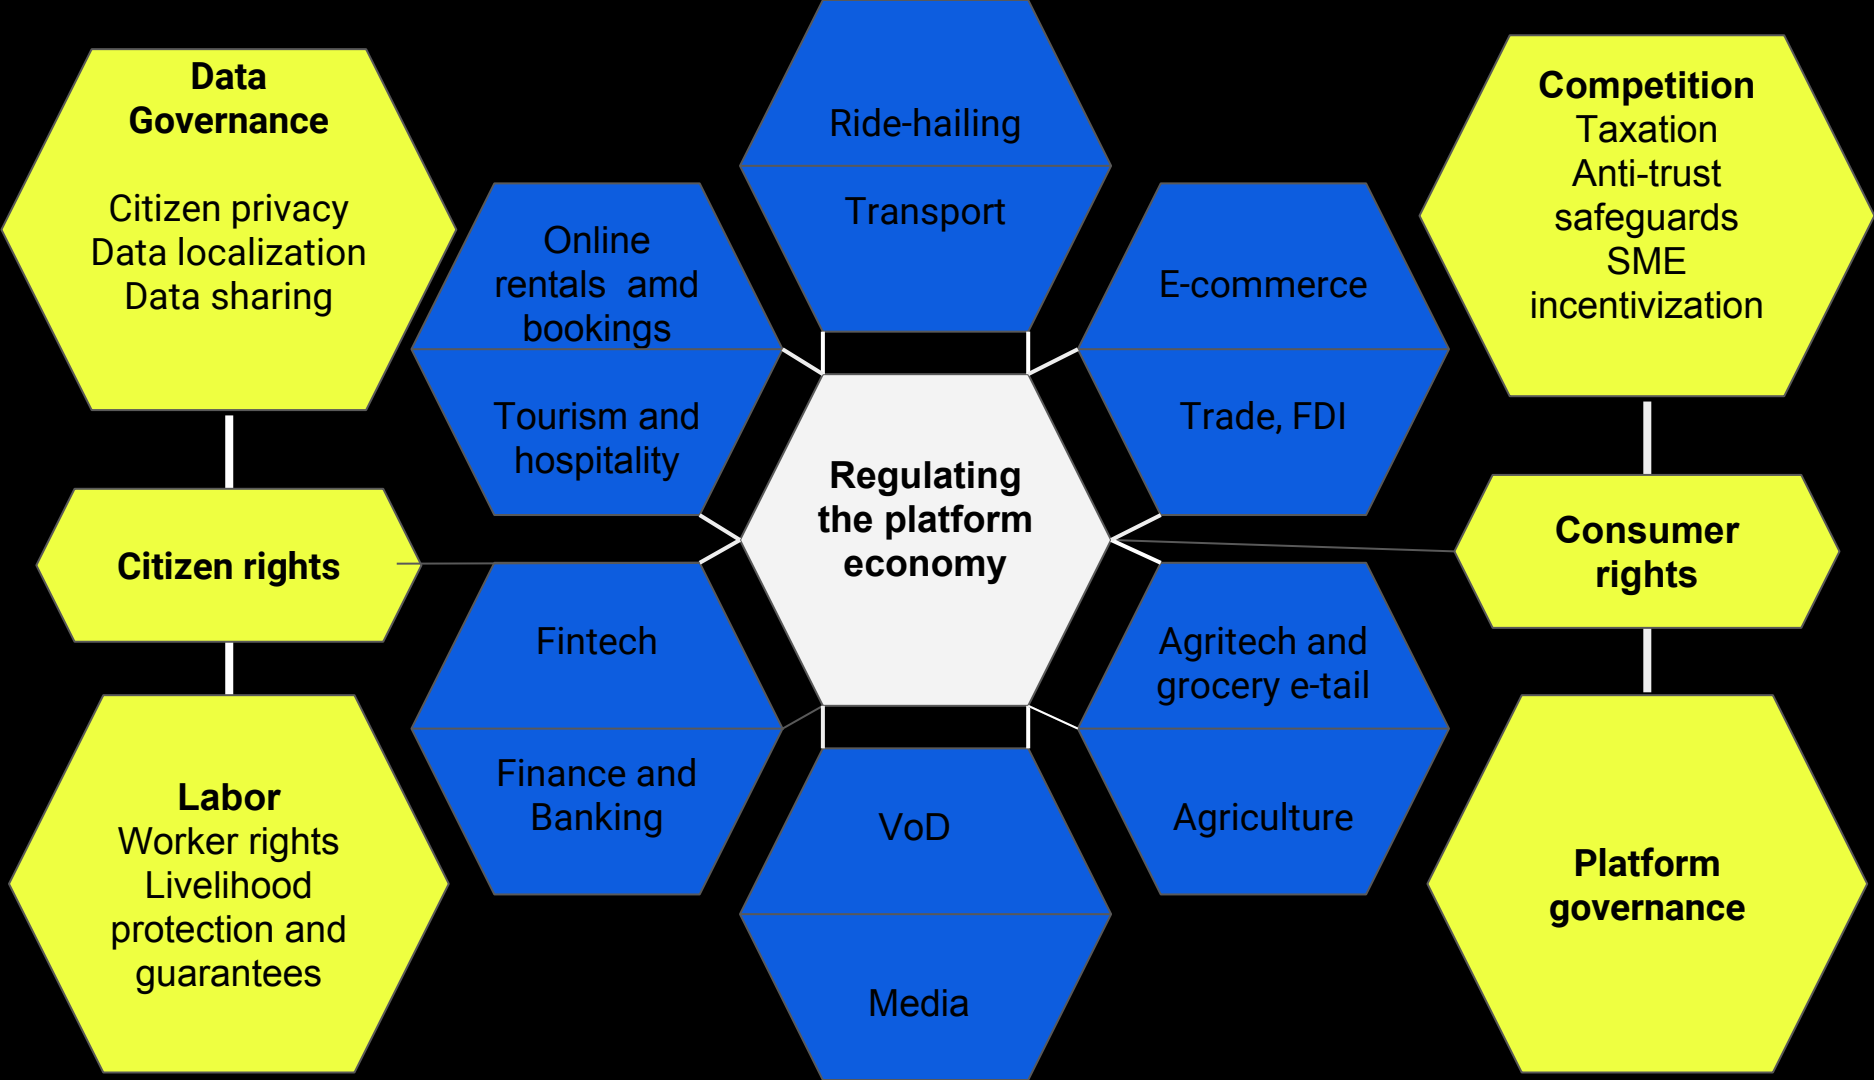 Data
Governance
Citizen privacy
Data localization
Data sharing
Citizen rights
Labor
Worker rights
Livelihood
protection and
guarantees
Online
rentals  amd
bookings
Tourism and
hospitality
Fintech
Finance and
Banking
Ride-hailing
Transport
Regulating
the platform
economy
VoD
Media
E-commerce
Trade, FDI
Agritech and
grocery e-tail
Agriculture
Competition
Taxation
Anti-trust
safeguards
SME
incentivization
Consumer
rights
Platform
governance